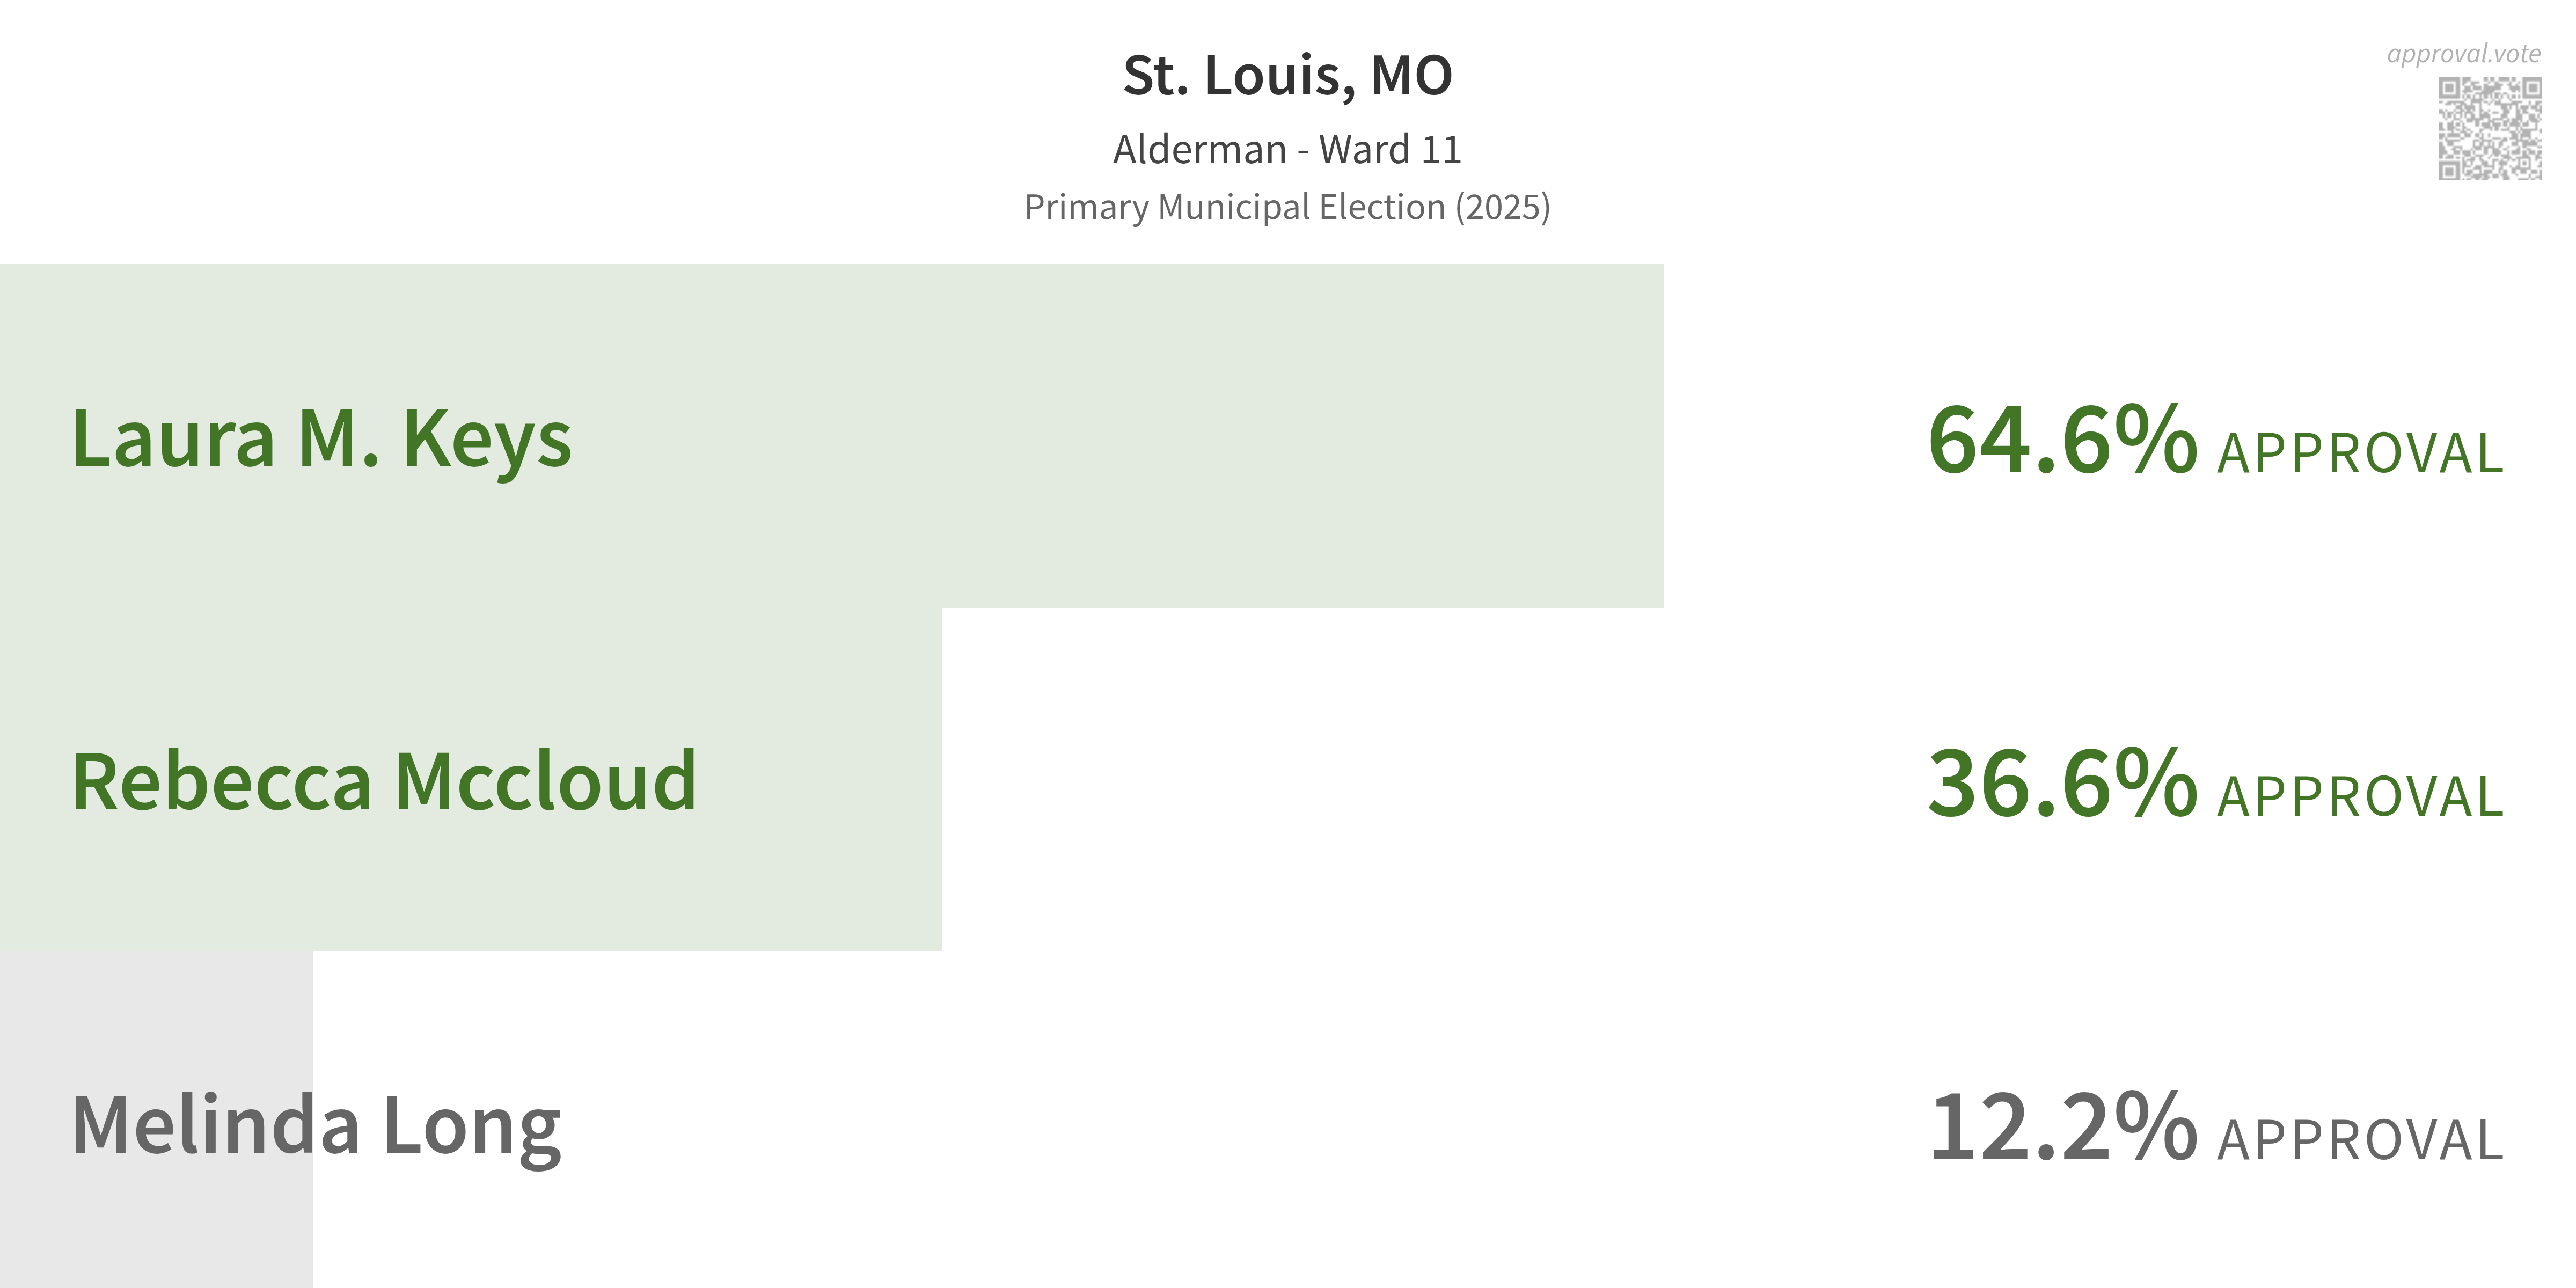 St. Louis, MO
approval.vote
Alderman - Ward 11
Primary Municipal Election (2025)
Laura M. Keys 64.6% APPROVAL
Rebecca Mccloud 36.6% APPROVAL
Melinda Long 12.2% APPROVAL